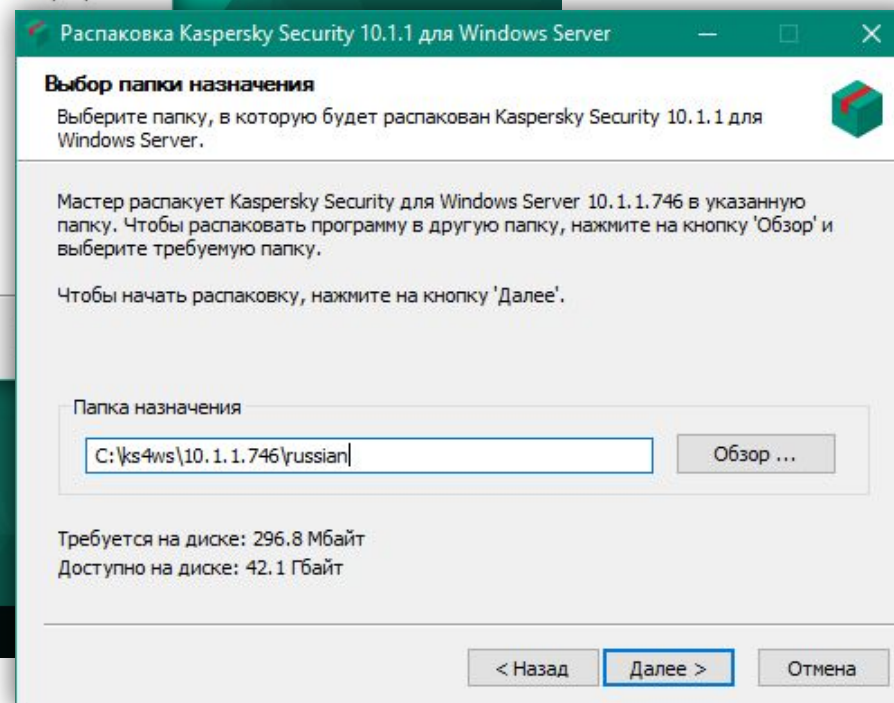 Распаковка Kaspersky Security 10.1.1 для Windows Server
Выбор папки назначения
Выберите папку, в которую будет распакован Kaspersky Security 10.1.1 для
Windows Server.
Мастер распакует Kaspersky Security для Windows Server 10.1.1.746 в указанную
папку. Чтобы распаковать программу в другую папку, нажмите на кнопку 'Обзор' и
выберите требуемую папку.
Чтобы начать распаковку, нажмите на кнопку 'Далее'.
Папка назначения
C:\ks4ws\10.1.1.746\russian
Обзор ...
Требуется на диске: 296.8 Мбайт
Доступно на диске: 42.1 Гбайт
< Назад
Далее >
Отмена